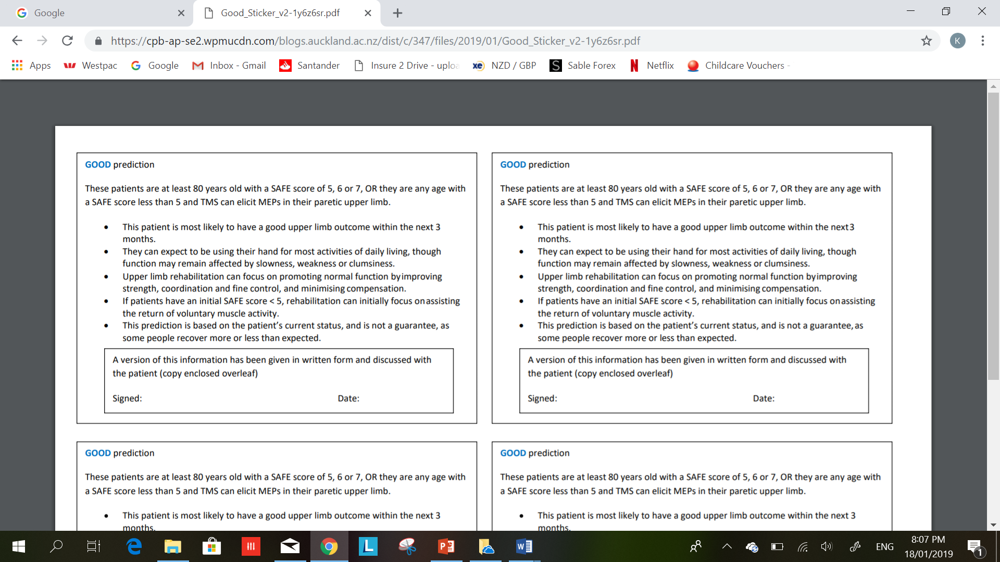 Google
Good_Sticker_v2-1y6z6sr.pdf
https://cpb-ap-se2.wpmucdn.com/blogs.auckland.ac.nz/dist/c/347/files/2019/01/Good_Sticker_v2-1y6z6sr.pdf
K
Apps Westpac Google Inbox - Gmail Santander Insure 2 Drive - uploa xe NZD / GBP S Sable Forex N Netflix Childcare Vouchers -
GOOD prediction
These patients are at least 80 years old with a SAFE score of 5, 6 or 7, OR they are any age with
a SAFE score less than 5 and TMS can elicit MEPs in their paretic upper limb.
• This patient is most likely to have a good upper limb outcome within the next 3
months.
• They can expect to be using their hand for most activities of daily living, though
function may remain affected by slowness, weakness or clumsiness.
• Upper limb rehabilitation can focus on promoting normal function by improving
strength, coordination and fine control, and minimising compensation.
• If patients have an initial SAFE score < 5, rehabilitation can initially focus on assisting
the return of voluntary muscle activity.
• This prediction is based on the patient's current status, and is not a guarantee, as
some people recover more or less than expected.
A version of this information has been given in written form and discussed with
the patient (copy enclosed overleaf)
Signed: Date:
GOOD prediction
These patients are at least 80 years old with a SAFE score of 5, 6 or 7, OR they are any age with
a SAFE score less than 5 and TMS can elicit MEPs in their paretic upper limb.
• This patient is most likely to have a good upper limb outcome within the next 3
months.
• They can expect to be using their hand for most activities of daily living, though
function may remain affected by slowness, weakness or clumsiness.
• Upper limb rehabilitation can focus on promoting normal function by improving
strength, coordination and fine control, and minimising compensation.
• If patients have an initial SAFE score < 5, rehabilitation can initially focus on assisting
the return of voluntary muscle activity.
• This prediction is based on the patient's current status, and is not a guarantee, as
some people recover more or less than expected.
A version of this information has been given in written form and discussed with
the patient (copy enclosed overleaf)
Signed: Date:
GOOD prediction
These patients are at least 80 years old with a SAFE score of 5, 6 or 7, OR they are any age with
a SAFE score less than 5 and TMS can elicit MEPs in their paretic upper limb.
• This patient is most likely to have a good upper limb outcome within the next 3
months.
GOOD prediction
These patients are at least 80 years old with a SAFE score of 5, 6 or 7, OR they are any age with
a SAFE score less than 5 and TMS can elicit MEPs in their paretic upper limb.
• This patient is most likely to have a good upper limb outcome within the next 3
months.
ENG
8:07 PM
18/01/2019
1